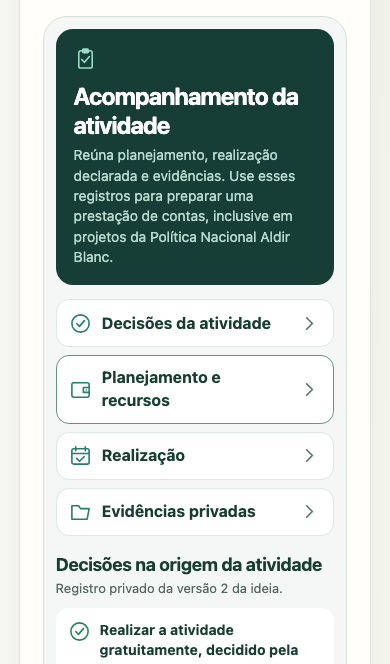 Acompanhamento da
atividade
Reúna planejamento, realização
declarada e evidências. Use esses
registros para preparar uma
prestação de contas, inclusive em
projetos da Política Nacional Aldir
Blanc.
Decisões da atividade
Planejamento e
recursos
Realização
Evidências privadas
Decisões na origem da atividade
Registro privado da versão 2 da ideia.
Realizar a atividade
gratuitamente, decidido pela